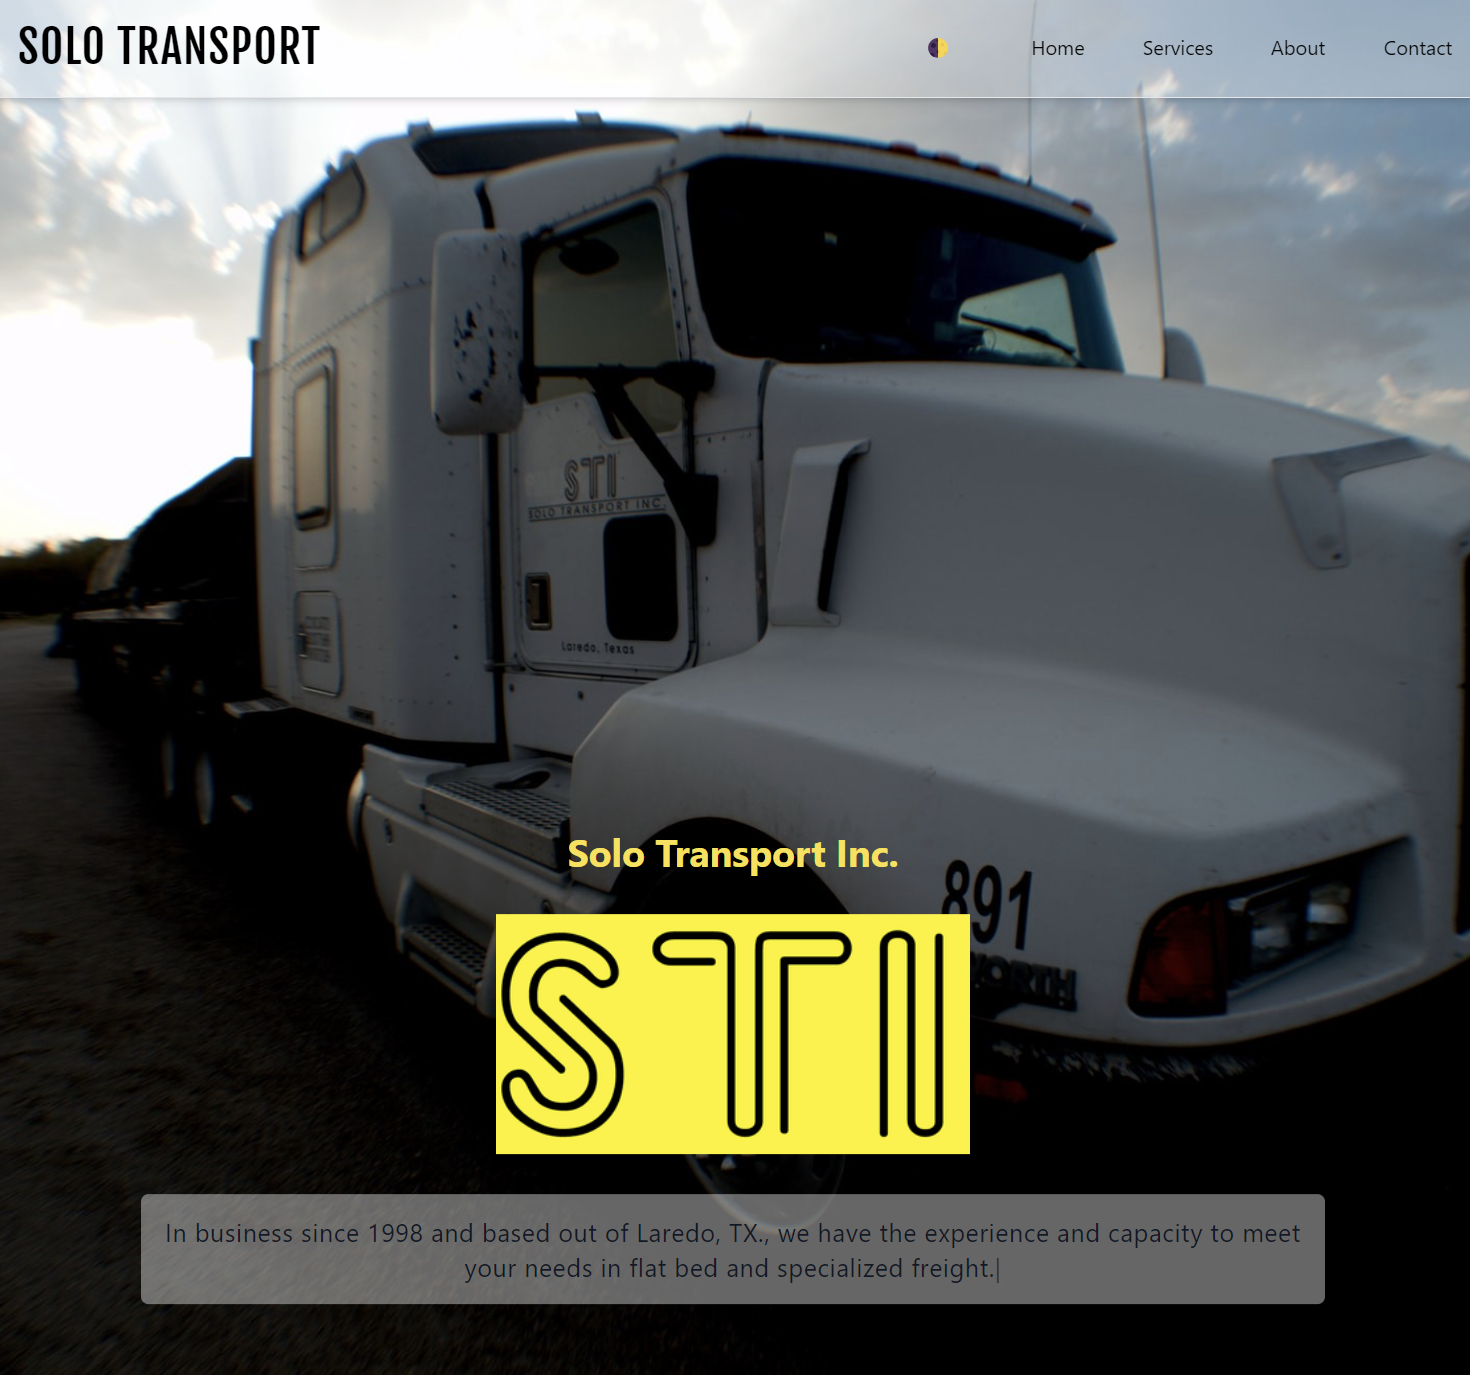 SOLO TRANSPORT
Home Services About Contact
STI
SOLO TRANSPORT INC.
Laredo, Texas
Solo Transport Inc.
891
WORTH
STI
In business since 1998 and based out of Laredo, TX., we have the experience and capacity to meet
your needs in flat bed and specialized freight.